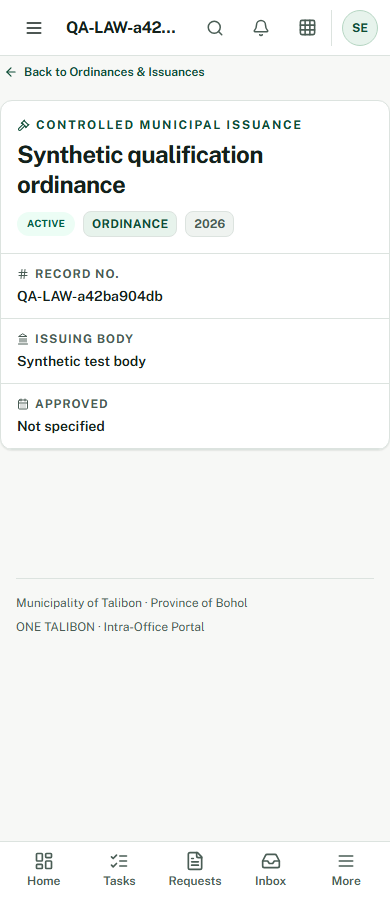 QA-LAW-a42...
SE
Back to Ordinances & Issuances
CONTROLLED MUNICIPAL ISSUANCE
Synthetic qualification
ordinance
ACTIVE
ORDINANCE
2026
RECORD NO.
QA-LAW-a42ba904db
ISSUING BODY
Synthetic test body
APPROVED
Not specified
Municipality of Talibon · Province of Bohol
ONE TALIBON · Intra-Office Portal
Home
Tasks
Requests
Inbox
More